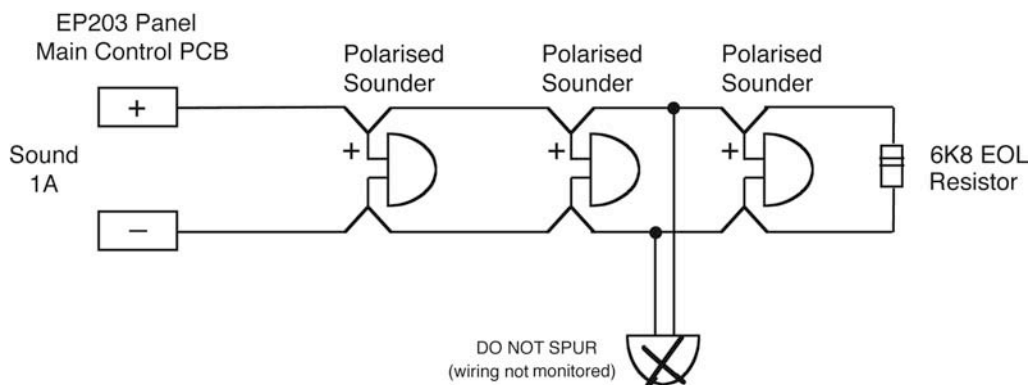 EP203 Panel
Main Control PCB
Polarised
Sounder
Polarised
Sounder
Polarised
Sounder
+
+
+
+
Sound
1A
6K8 EOL
Resistor
−
DO NOT SPUR
(wiring not monitored)